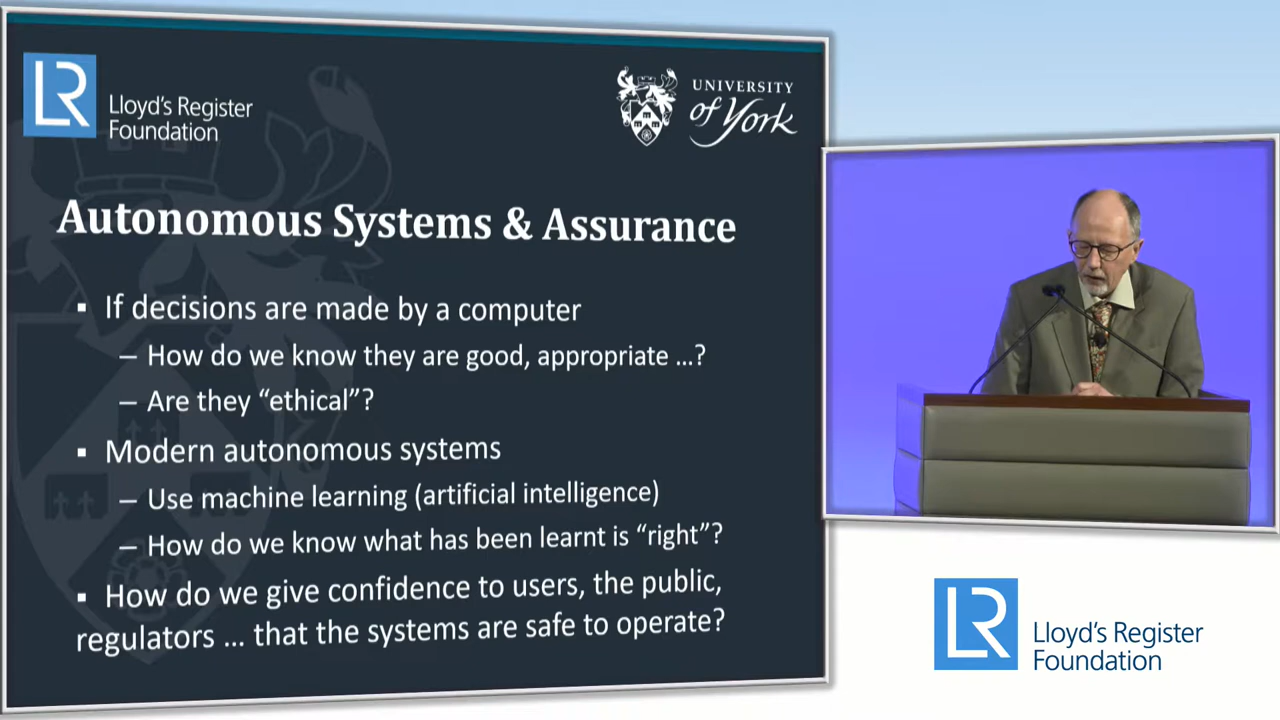 LR
Lloyd's Register
Foundation
UNIVERSITY
of York
Autonomous Systems & Assurance
▪ If decisions are made by a computer
– How do we know they are good, appropriate ...?
– Are they “ethical”?
▪ Modern autonomous systems
– Use machine learning (artificial intelligence)
– How do we know what has been learnt is “right”?
▪ How do we give confidence to users, the public,
regulators ... that the systems are safe to operate?
LR
Lloyd's Register
Foundation